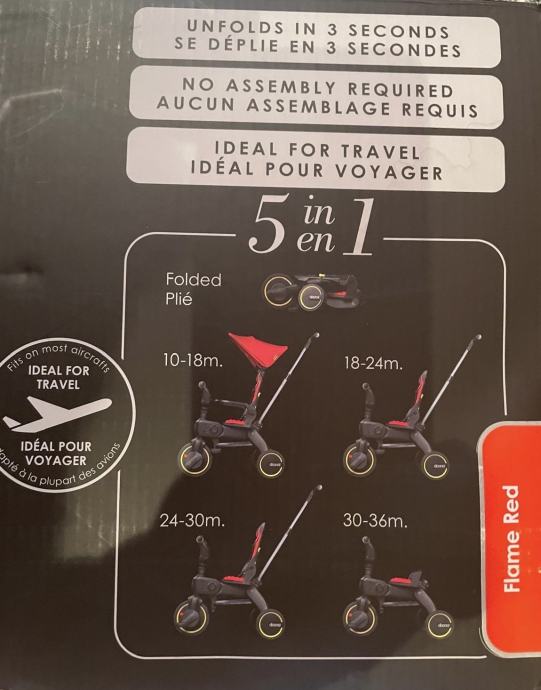 UNFOLDS IN 3 SECONDS
SE DÉPLIE EN 3 SECONDES
NO ASSEMBLY REQUIRED
AUCUN ASSEMBLAGE REQUIS
IDEAL FOR TRAVEL
IDÉAL POUR VOYAGER
5 in en 1
Folded
Plié
10-18m.
18-24m.
Fits on most aircrafts
IDEAL FOR
TRAVEL
IDÉAL POUR
VOYAGER
à la plupart des avions
24-30m.
30-36m.
Flame Red